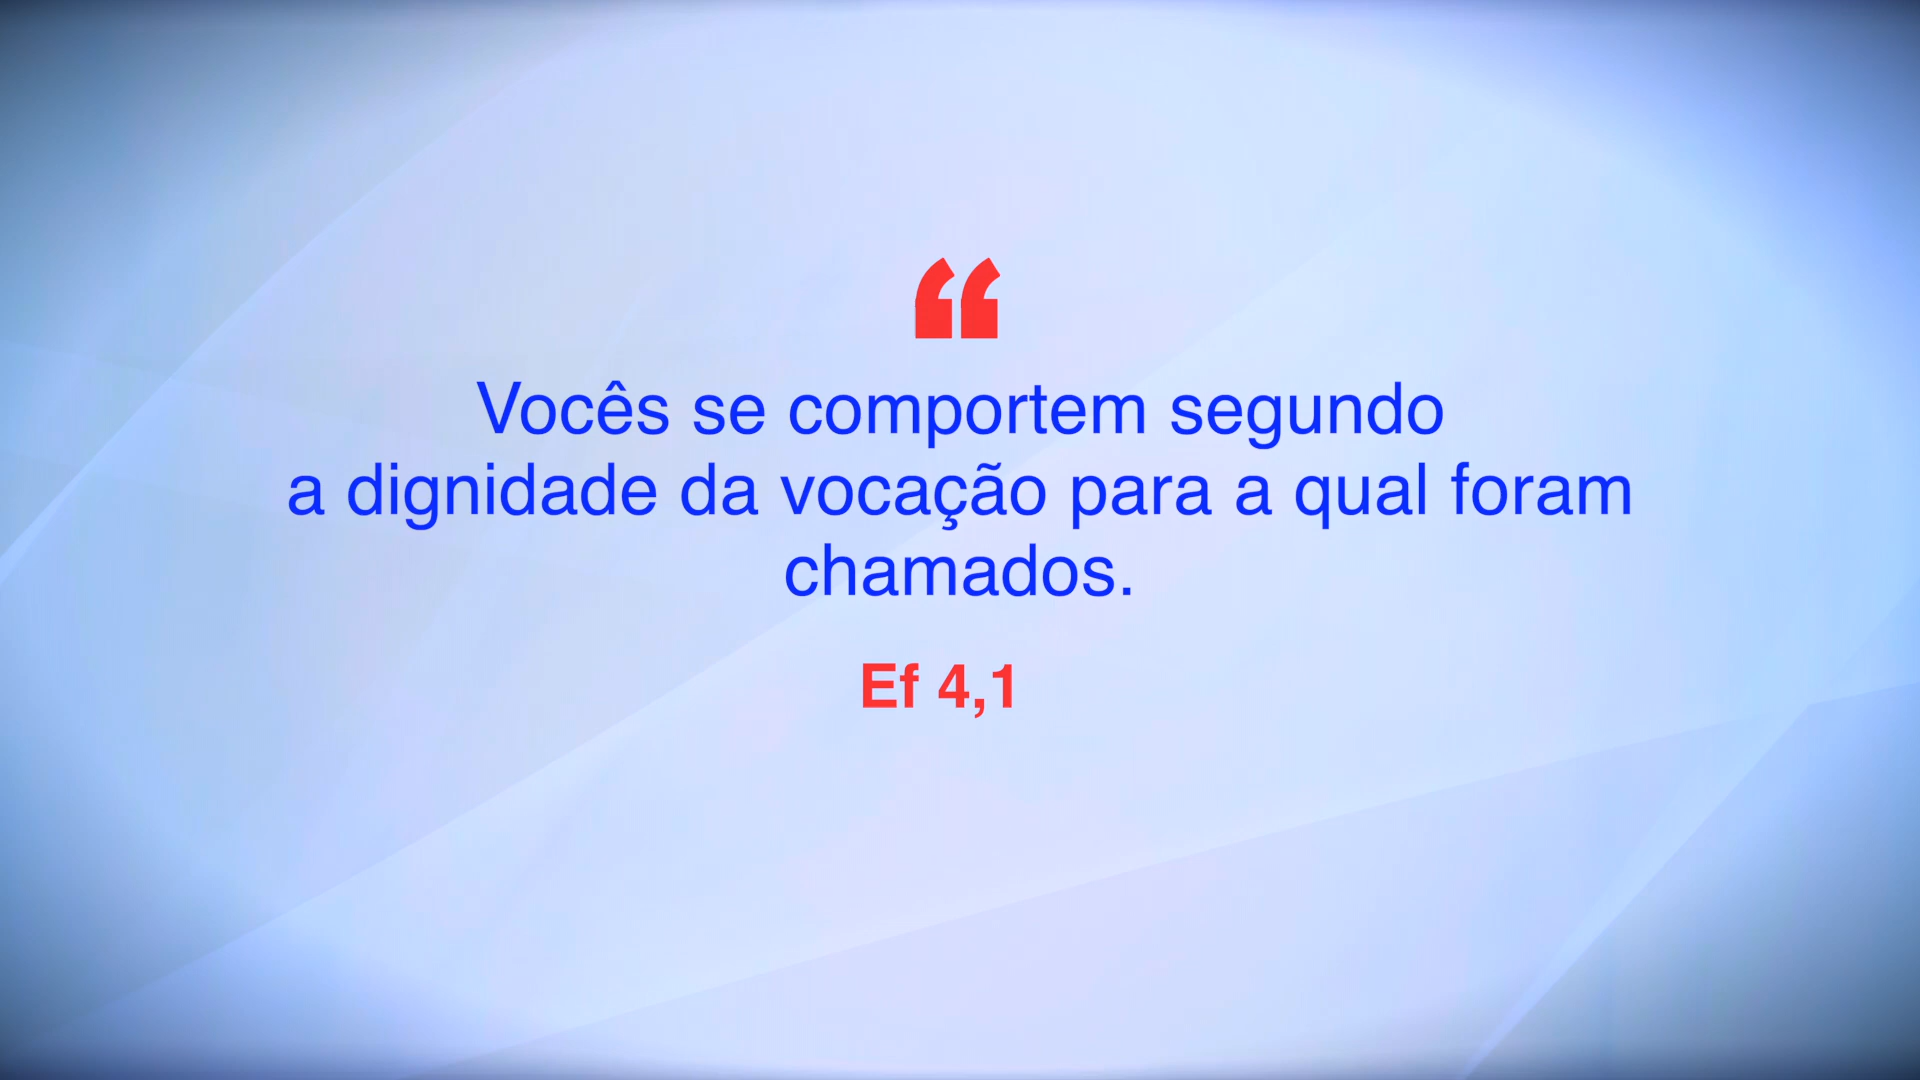 “
Vocês se comportem segundo
a dignidade da vocação para a qual foram
chamados.
Ef 4,1